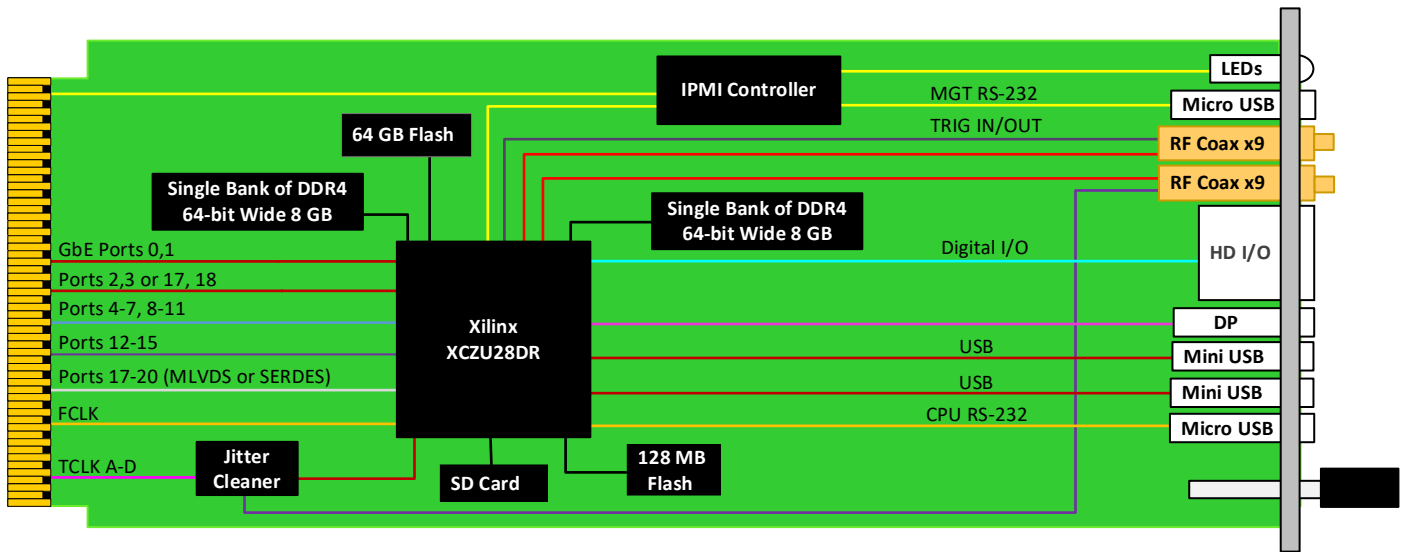 LEDs
IPMI Controller
MGT RS-232
Micro USB
64 GB Flash
TRIG IN/OUT
RF Coax x9
RF Coax x9
Single Bank of DDR4
64-bit Wide 8 GB
Single Bank of DDR4
64-bit Wide 8 GB
GbE Ports 0,1
Digital I/O
HD I/O
Ports 2,3 or 17, 18
Ports 4-7, 8-11
Xilinx
XCZU28DR
DP
Ports 12-15
USB
Mini USB
Ports 17-20 (MLVDS or SERDES)
USB
Mini USB
FCLK
CPU RS-232
Micro USB
TCLK A-D
Jitter
Cleaner
SD Card
128 MB
Flash